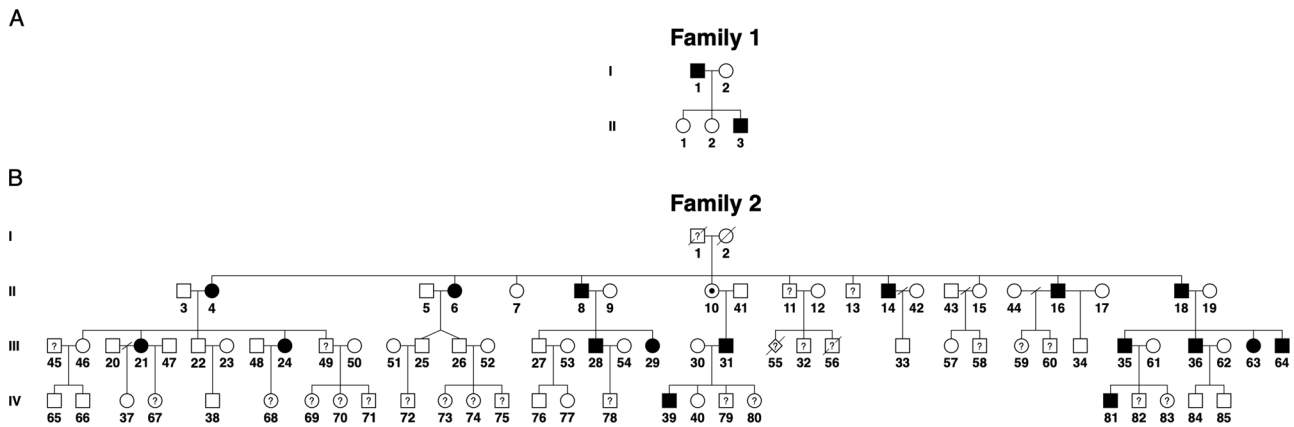 A
Family 1
I
1 2
II
1 2 3
B
Family 2
I ?
1 2
II ? ?
3 4 5 6 7 8 9 10 41 11 12 13 14 42 43 15 44 16 17 18 19
III ? ? ? ? ? ? ? ?
45 46 20 21 47 22 23 48 24 49 50 51 25 26 52 27 53 28 54 29 30 31 55 32 56 33 57 58 59 60 34 35 61 36 62 63 64
IV ? ? ? ? ? ? ? ? ? ? ? ? ? ?
65 66 37 67 38 68 69 70 71 72 73 74 75 76 77 78 39 40 79 80 81 82 83 84 85